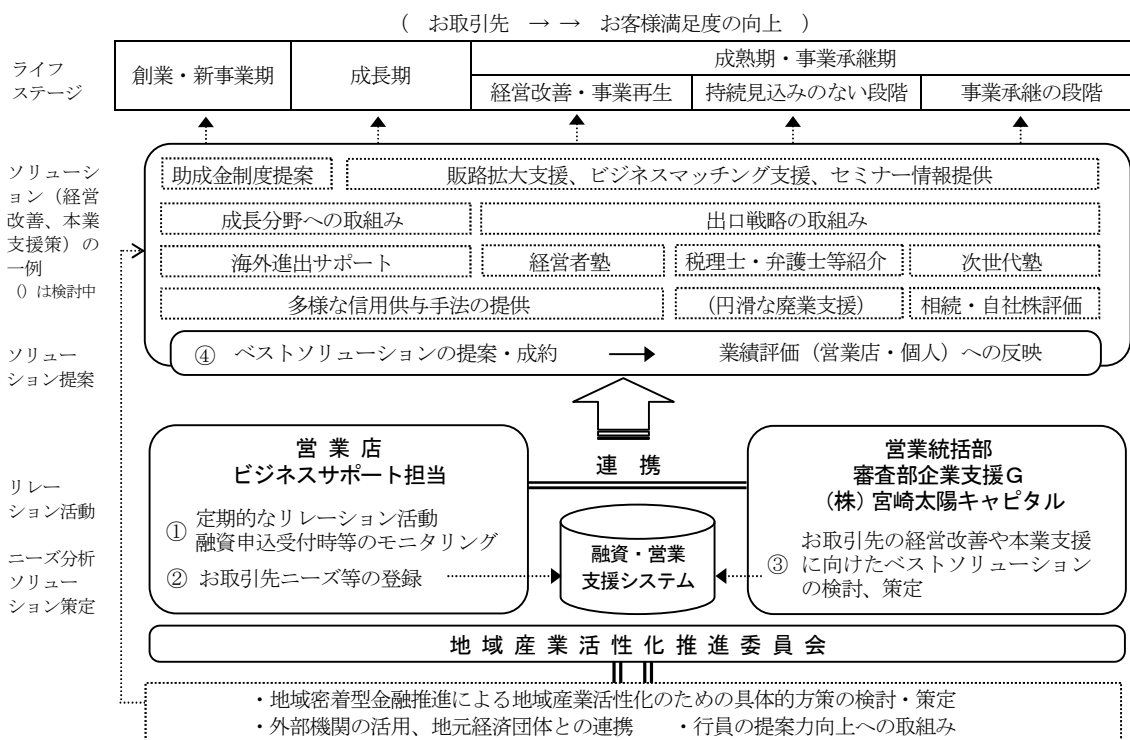 ( お取引先 → → お客様満足度の向上 )
ライフ
ステージ
創業・新事業期
成長期
成熟期・事業承継期
経営改善・事業再生
持続見込みのない段階
事業承継の段階
ソリューシ
ョン（経営
改善、本業
支援策）の
一例
()は検討中
助成金制度提案
販路拡大支援、ビジネスマッチング支援、セミナー情報提供
成長分野への取組み
出口戦略の取組み
海外進出サポート
経営者塾
税理士・弁護士等紹介
次世代塾
多様な信用供与手法の提供
(円滑な廃業支援)
相続・自社株評価
ソリュー
ション提案
④ ベストソリューションの提案・成約 → 業績評価（営業店・個人）への反映
リレー
ション活動
ニーズ分析
ソリュー
ション策定
営業店
ビジネスサポート担当
① 定期的なリレーション活動
融資申込受付時等のモニタリング
② お取引先ニーズ等の登録
連携
融資・営業
支援システム
営業統括部
審査部企業支援Ｇ
(株)宮崎太陽キャピタル
お取引先の経営改善や本業支援
③ に向けたベストソリューション
の検討、策定
地域産業活性化推進委員会
・地域密着型金融推進による地域産業活性化のための具体的方策の検討・策定
・外部機関の活用、地元経済団体との連携 ・行員の提案力向上への取組み